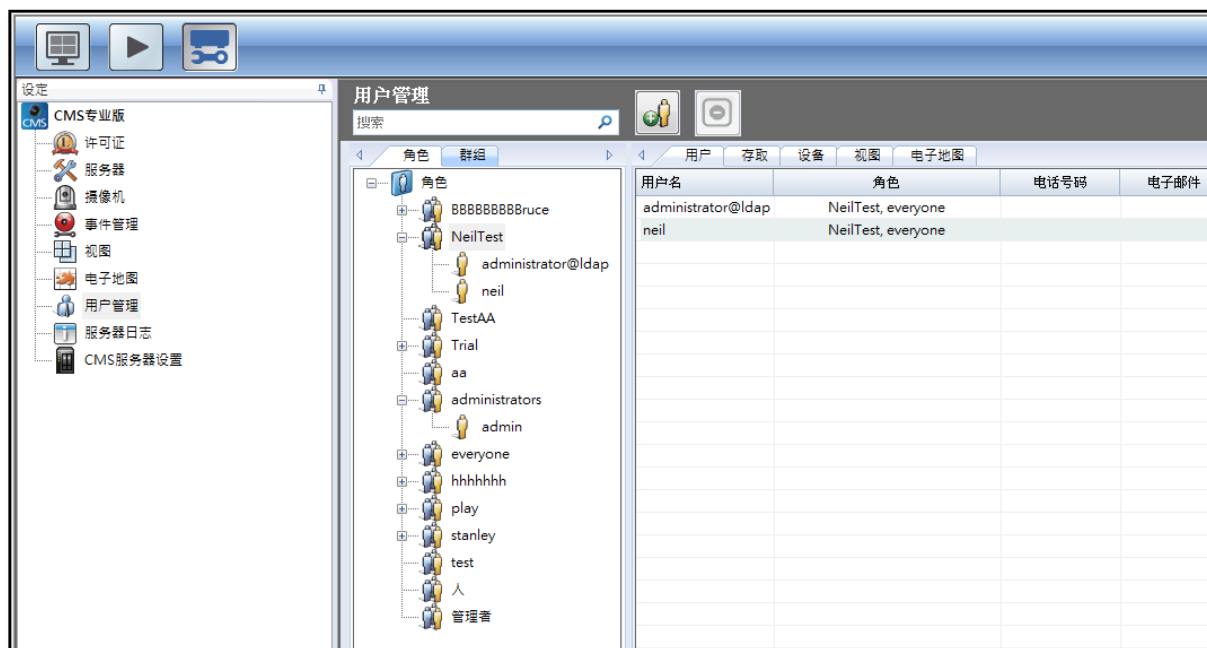 设定
CMS专业版
许可证
服务器
摄像机
事件管理
视图
电子地图
用户管理
服务器日志
CMS服务器设置
用户管理
搜索
角色 群组
角色
BBBBBBBBBruce
NeilTest
administrator@ldap
neil
TestAA
Trial
aa
administrators
admin
everyone
hhhhhhh
play
stanley
test
人
管理者
用户 存取 设备 视图 电子地图
用户名 角色 电话号码 电子邮件
administrator@ldap NeilTest, everyone
neil NeilTest, everyone